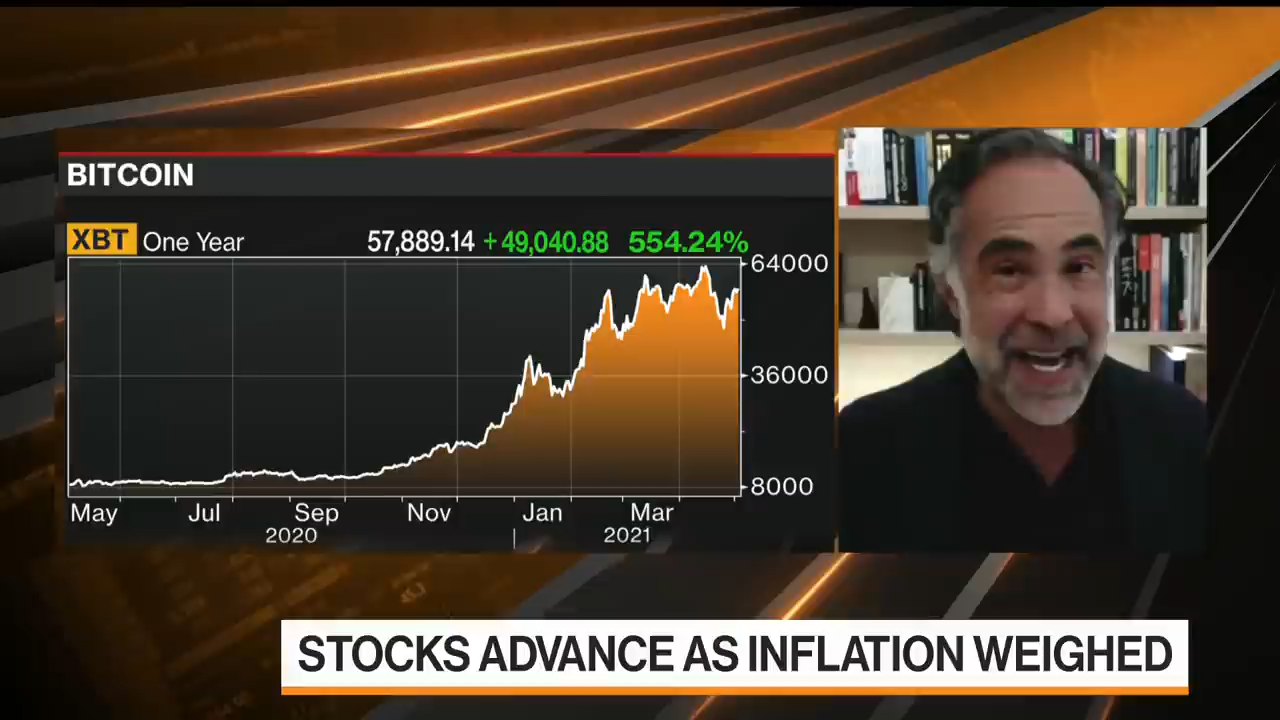 BITCOIN
XBT One Year 57,889.14 +49,040.88 554.24%
64000
36000
8000
May Jul Sep Nov Jan Mar
2020 2021
STOCKS ADVANCE AS INFLATION WEIGHED